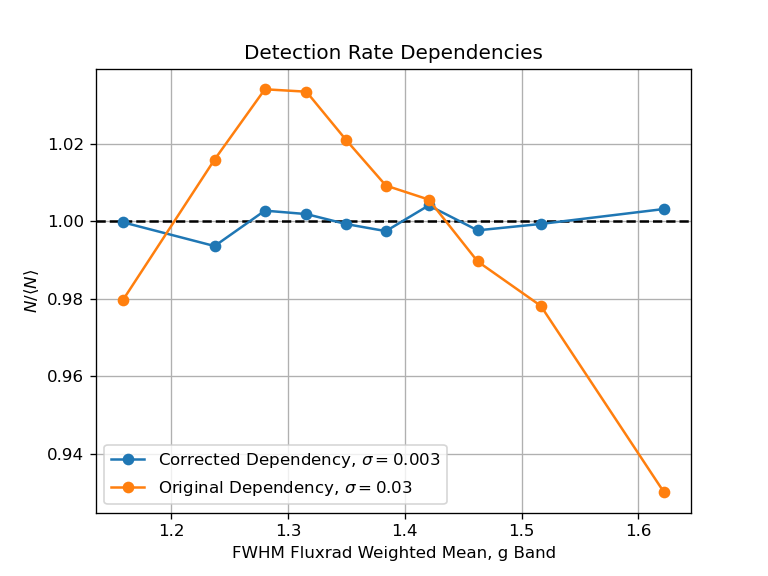 Detection Rate Dependencies
1.02
1.00
0.98
0.96
0.94
N/⟨N⟩
Corrected Dependency, σ = 0.003
Original Dependency, σ = 0.03
1.2 1.3 1.4 1.5 1.6
FWHM Fluxrad Weighted Mean, g Band